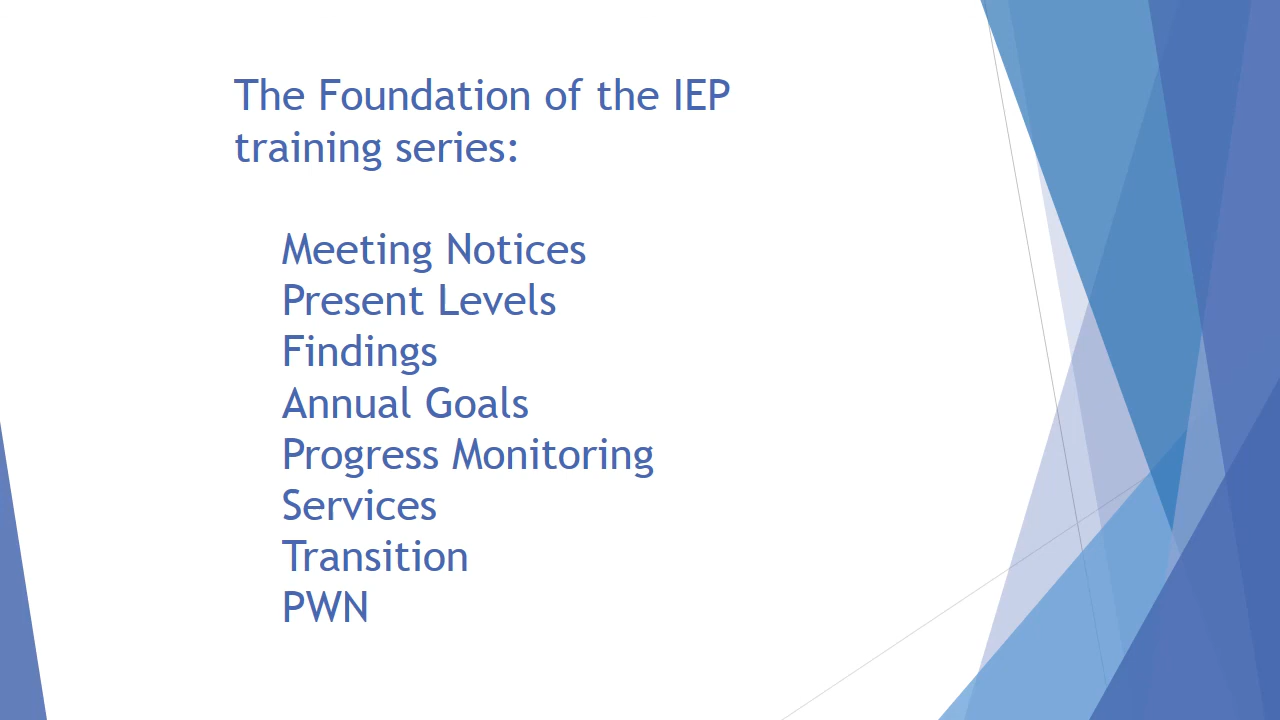 The Foundation of the IEP
training series:
Meeting Notices
Present Levels
Findings
Annual Goals
Progress Monitoring
Services
Transition
PWN